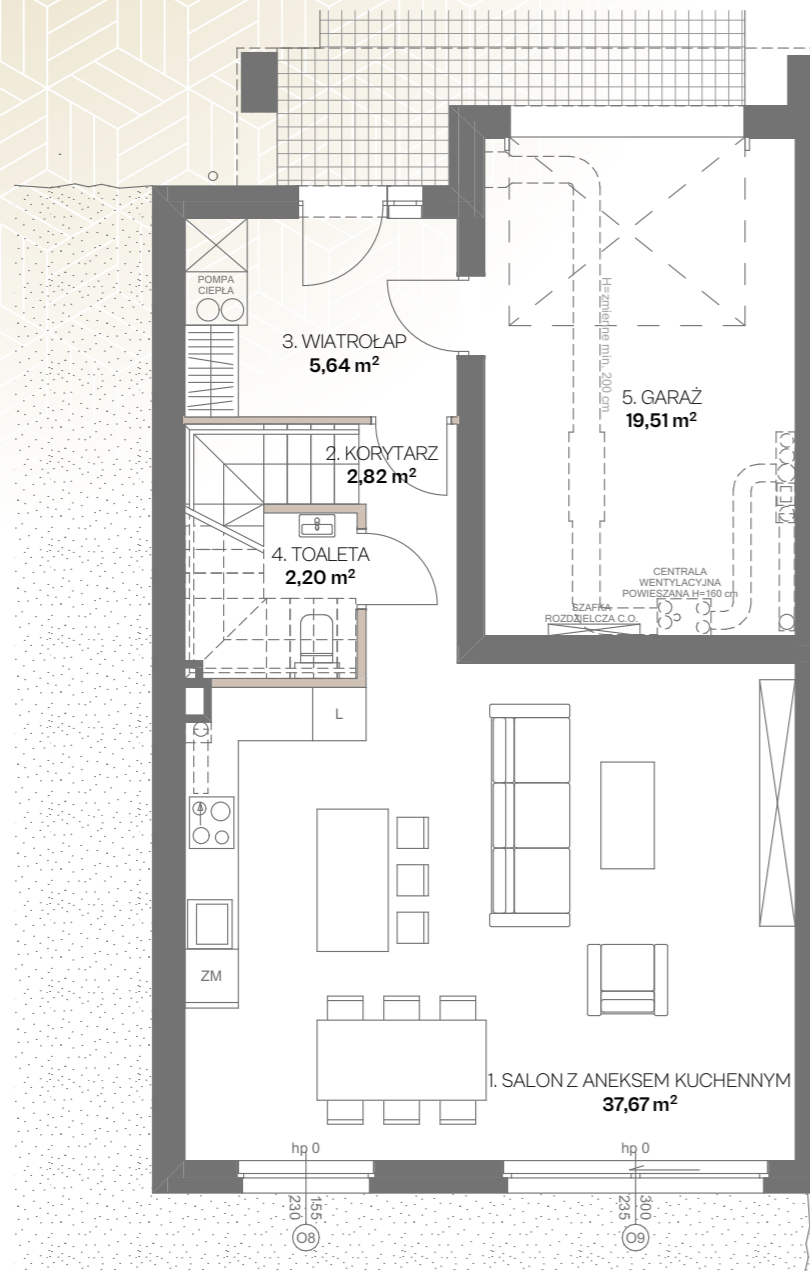 POMPA
CIEPŁA
3. WIATROŁAP
5,64 m²
H=zmienne min. 200 cm
5. GARAŻ
19,51 m²
2. KORYTARZ
2,82 m²
4. TOALETA
2,20 m²
CENTRALA
WENTYLACYJNA
POWIESZANA H=160 cm
SZAFKA
ROZDZIELCZA C.O.
L
ZM
1. SALON Z ANEKSEM KUCHENNYM
37,67 m²
hp 0
hp 0
155
230
300
235
O8
O9